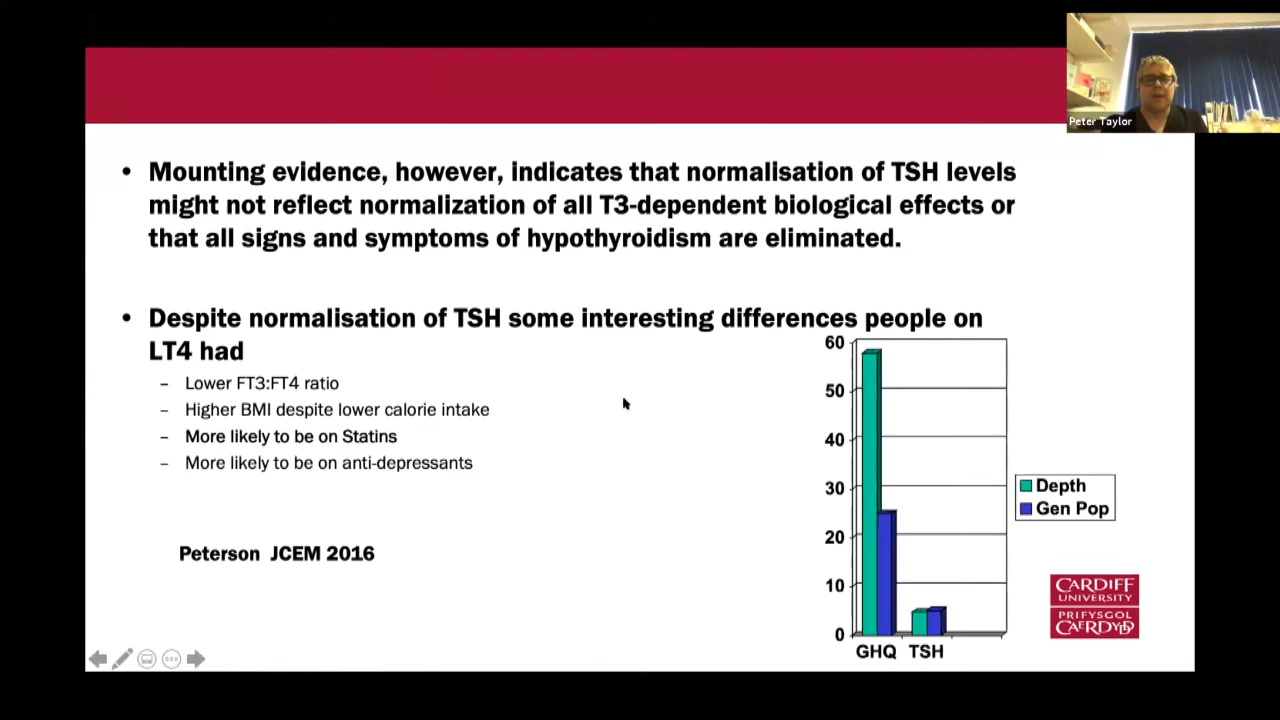 Peter Taylor
• Mounting evidence, however, indicates that normalisation of TSH levels
might not reflect normalization of all T3-dependent biological effects or
that all signs and symptoms of hypothyroidism are eliminated.
• Despite normalisation of TSH some interesting differences people on
LT4 had
– Lower FT3:FT4 ratio
– Higher BMI despite lower calorie intake
– More likely to be on Statins
– More likely to be on anti-depressants
Peterson JCEM 2016
60
50
40
30
20
10
0
GHQ TSH
Depth
Gen Pop
CARDIFF
UNIVERSITY
PRIFYSGOL
CAERDYDD